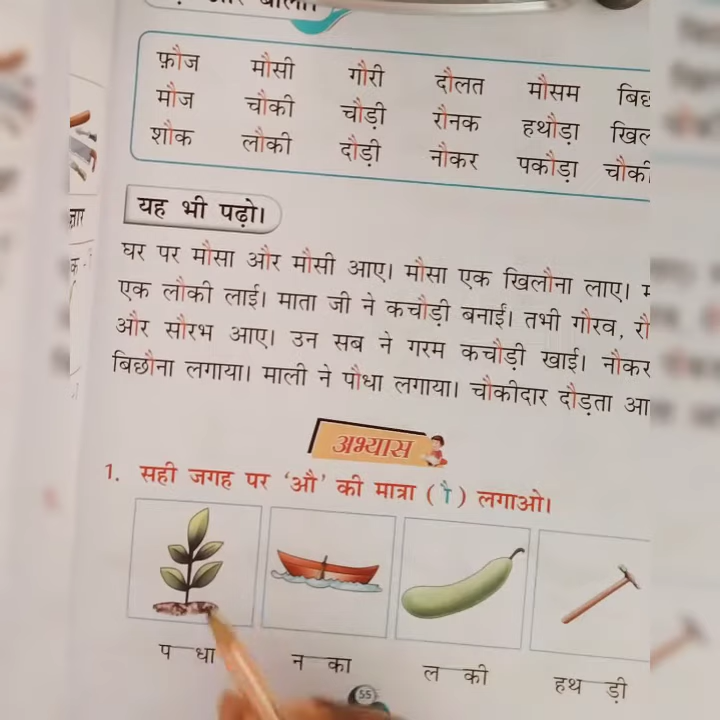 फ़ौज मौसी गौरी दौलत मौसम
मौज चौकी चौड़ी रौनक हथौड़ा
शौक लौकी दौड़ी नौकर पकौड़ा
यह भी पढ़ो।
घर पर मौसा और मौसी आए। मौसा एक खिलौना लाए।
एक लौकी लाई। माता जी ने कचौड़ी बनाईं। तभी गौरव,
और सौरभ आए। उन सब ने गरम कचौड़ी खाई। नौकर
बिछौना लगाया। माली ने पौधा लगाया। चौकीदार दौड़ता
अभ्यास
1. सही जगह पर ‘औ’ की मात्रा ( ौ ) लगाओ।
प धा न का ल की हथ ड़ी
55